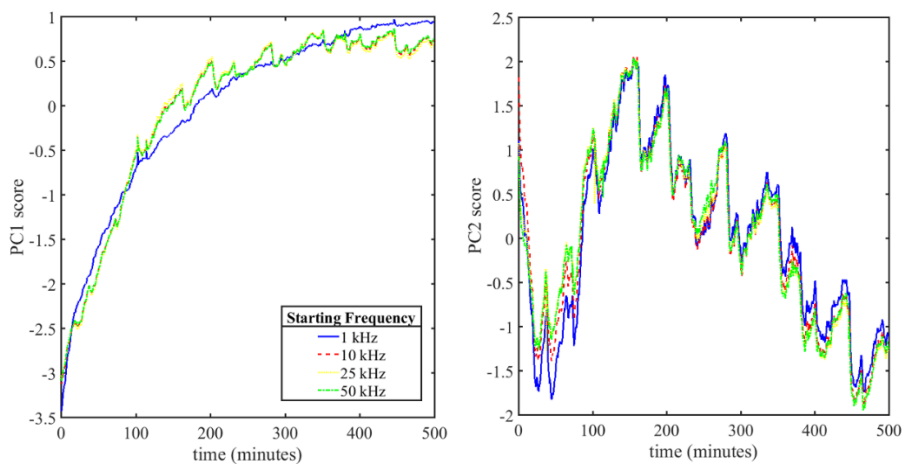 1
0.5
0
-0.5
-1
-1.5
-2
-2.5
-3
-3.5
PC1 score
0 100 200 300 400 500
time (minutes)
Starting Frequency
1 kHz
10 kHz
25 kHz
50 kHz
2.5
2
1.5
1
0.5
0
-0.5
-1
-1.5
-2
PC2 score
0 100 200 300 400 500
time (minutes)